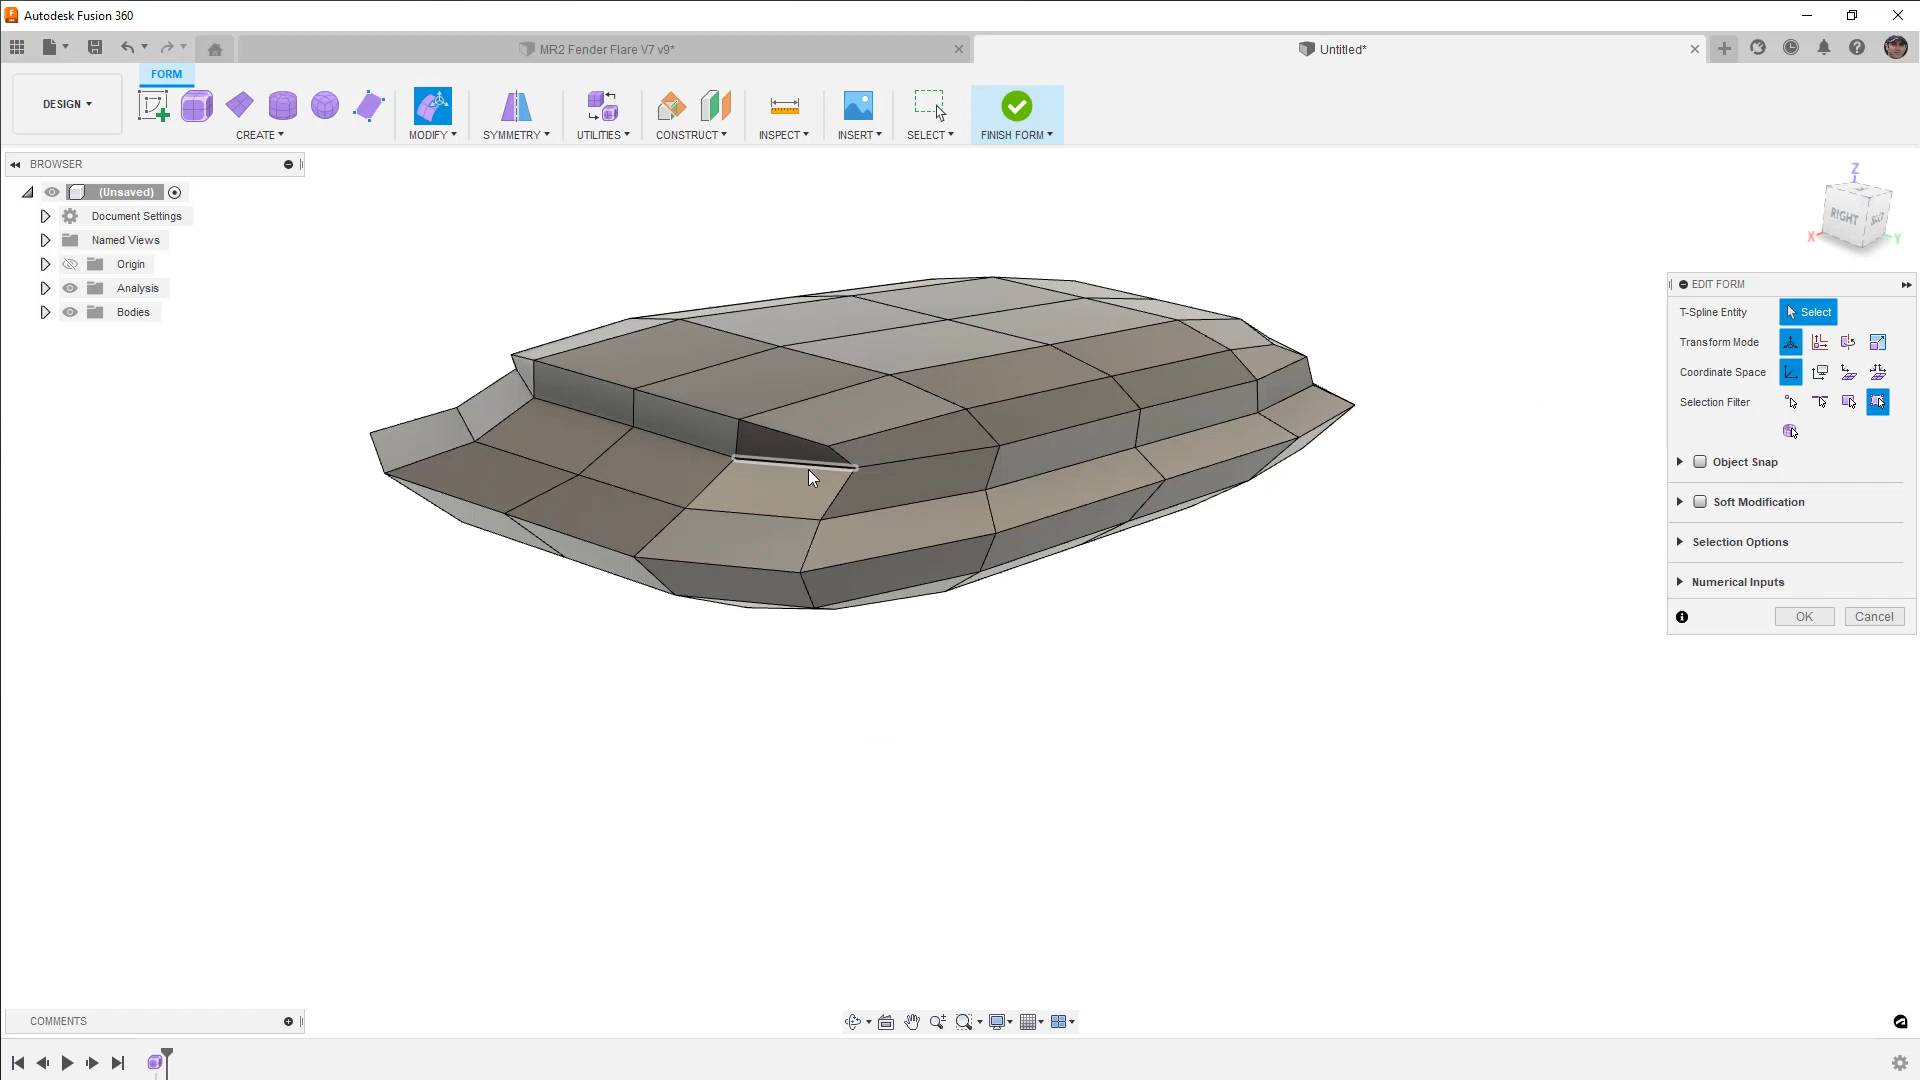 Autodesk Fusion 360
MR2 Fender Flare V7 v9*
Untitled*
FORM
DESIGN
CREATE
MODIFY
SYMMETRY
UTILITIES
CONSTRUCT
INSPECT
INSERT
SELECT
FINISH FORM
BROWSER
(Unsaved)
Document Settings
Named Views
Origin
Analysis
Bodies
Z
RIGHT
X
Y
EDIT FORM
T-Spline Entity
Select
Transform Mode
Coordinate Space
Selection Filter
Object Snap
Soft Modification
Selection Options
Numerical Inputs
OK
Cancel
COMMENTS